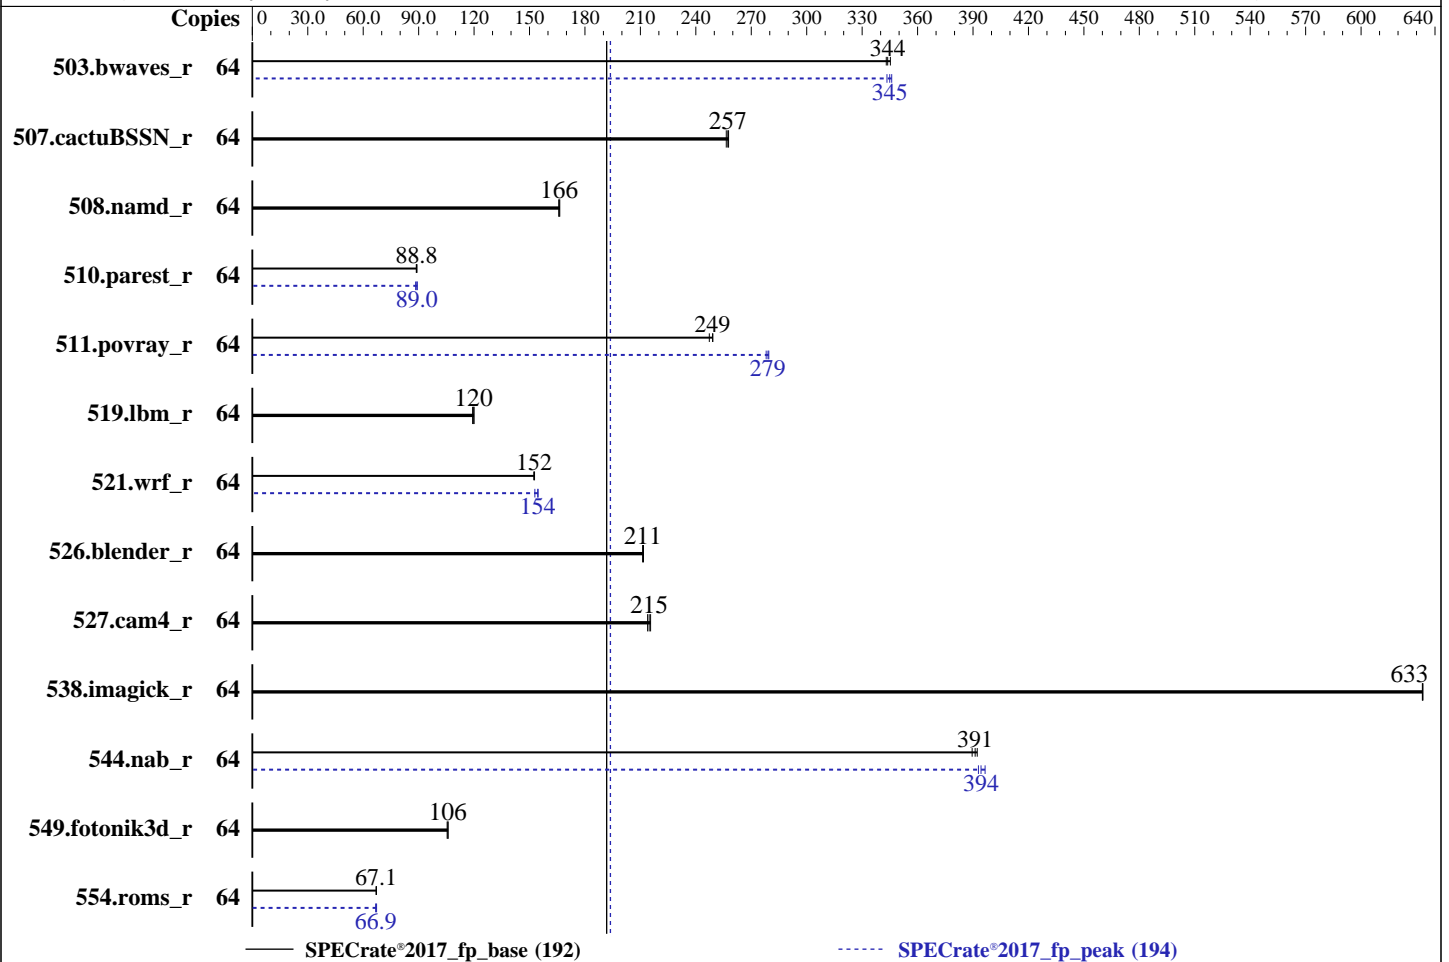 Copies 0 30.0 60.0 90.0 120 150 180 210 240 270 300 330 360 390 420 450 480 510 540 570 600 640
503.bwaves_r 64 344
345
507.cactuBSSN_r 64 257
508.namd_r 64 166
510.parest_r 64 88.8
89.0
511.povray_r 64 249
279
519.lbm_r 64 120
521.wrf_r 64 152
154
526.blender_r 64 211
527.cam4_r 64 215
538.imagick_r 64 633
544.nab_r 64 391
394
549.fotonik3d_r 64 106
554.roms_r 64 67.1
66.9
SPECrate®2017_fp_base (192) SPECrate®2017_fp_peak (194)